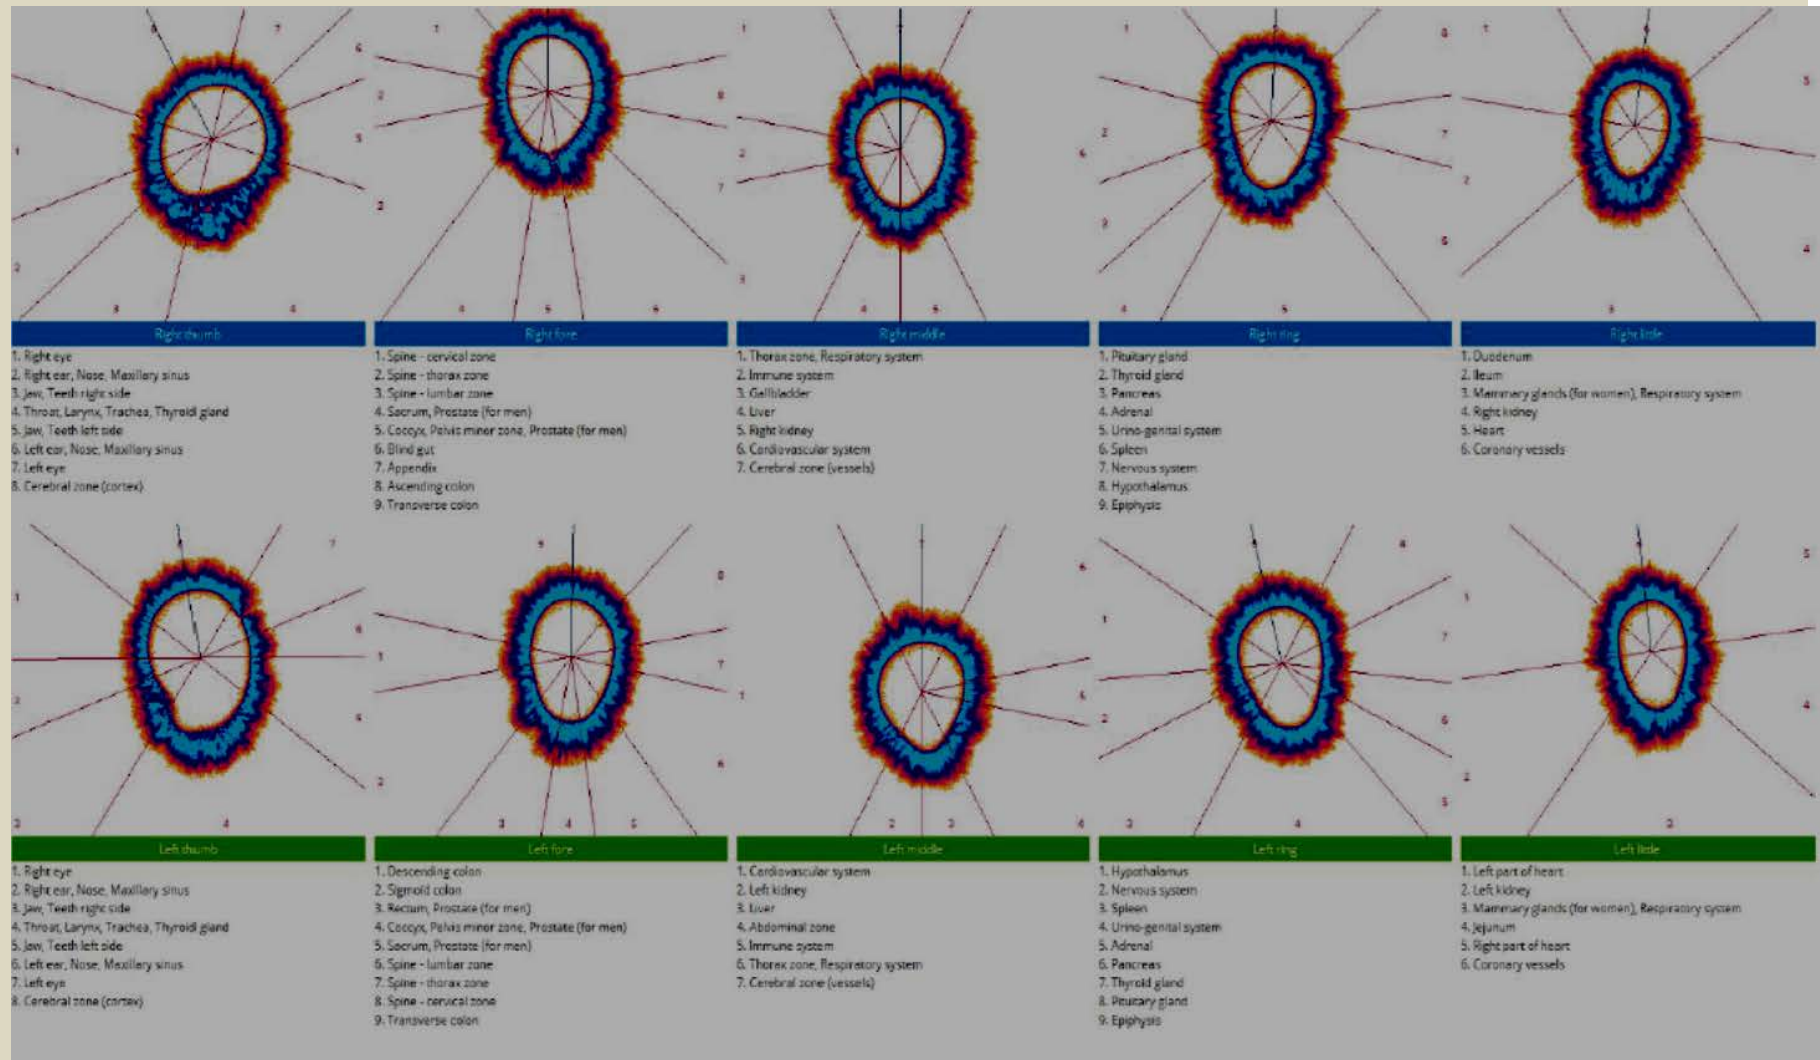 Right thumb
1. Right eye
2. Right ear, Nose, Maxillary sinus
3. Jaw, Teeth right side
4. Throat, Larynx, Trachea, Thyroid gland
5. Jaw, Teeth left side
6. Left ear, Nose, Maxillary sinus
7. Left eye
8. Cerebral zone (cortex)
Right fore
1. Spine - cervical zone
2. Spine - thorax zone
3. Spine - lumbar zone
4. Sacrum, Prostate (for men)
5. Coccyx, Pelvis minor zone, Prostate (for men)
6. Blind gut
7. Appendix
8. Ascending colon
9. Transverse colon
Right middle
1. Thorax zone, Respiratory system
2. Immune system
3. Gallbladder
4. Liver
5. Right kidney
6. Cardiovascular system
7. Cerebral zone (vessels)
Right ring
1. Pituitary gland
2. Thyroid gland
3. Pancreas
4. Adrenal
5. Urino-genital system
6. Spleen
7. Nervous system
8. Hypothalamus
9. Epiphysis
Right little
1. Duodenum
2. Ileum
3. Mammary glands (for women), Respiratory system
4. Right kidney
5. Heart
6. Coronary vessels
Left thumb
1. Right eye
2. Right ear, Nose, Maxillary sinus
3. Jaw, Teeth right side
4. Throat, Larynx, Trachea, Thyroid gland
5. Jaw, Teeth left side
6. Left ear, Nose, Maxillary sinus
7. Left eye
8. Cerebral zone (cortex)
Left fore
1. Descending colon
2. Sigmoid colon
3. Rectum, Prostate (for men)
4. Coccyx, Pelvis minor zone, Prostate (for men)
5. Sacrum, Prostate (for men)
6. Spine - lumbar zone
7. Spine - thorax zone
8. Spine - cervical zone
9. Transverse colon
Left middle
1. Cardiovascular system
2. Left kidney
3. Liver
4. Abdominal zone
5. Immune system
6. Thorax zone, Respiratory system
7. Cerebral zone (vessels)
Left ring
1. Hypothalamus
2. Nervous system
3. Spleen
4. Urino-genital system
5. Adrenal
6. Pancreas
7. Thyroid gland
8. Pituitary gland
9. Epiphysis
Left little
1. Left part of heart
2. Left kidney
3. Mammary glands (for women), Respiratory system
4. Jejunum
5. Right part of heart
6. Coronary vessels